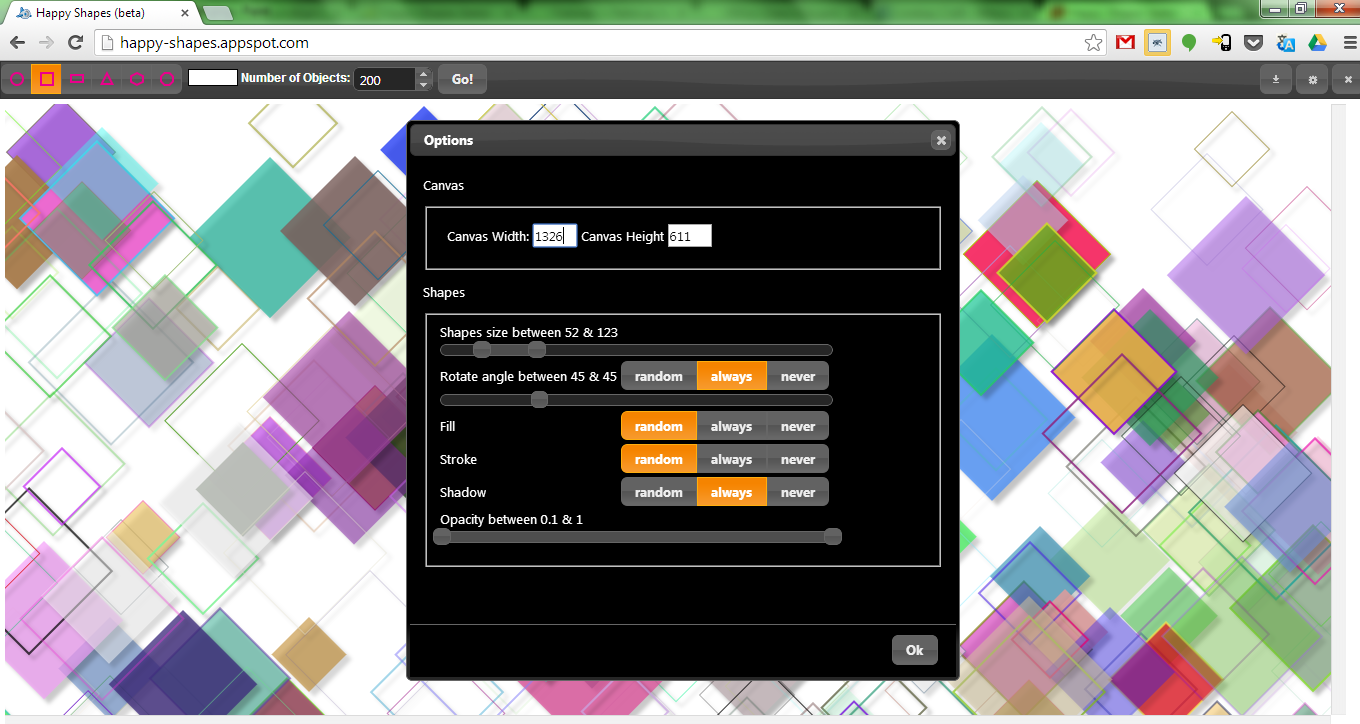 Happy Shapes (beta)
happy-shapes.appspot.com
Number of Objects: 200 Go!
Options
Canvas
Canvas Width: 1326 Canvas Height 611
Shapes
Shapes size between 52 & 123
Rotate angle between 45 & 45 random always never
Fill random always never
Stroke random always never
Shadow random always never
Opacity between 0.1 & 1
Ok